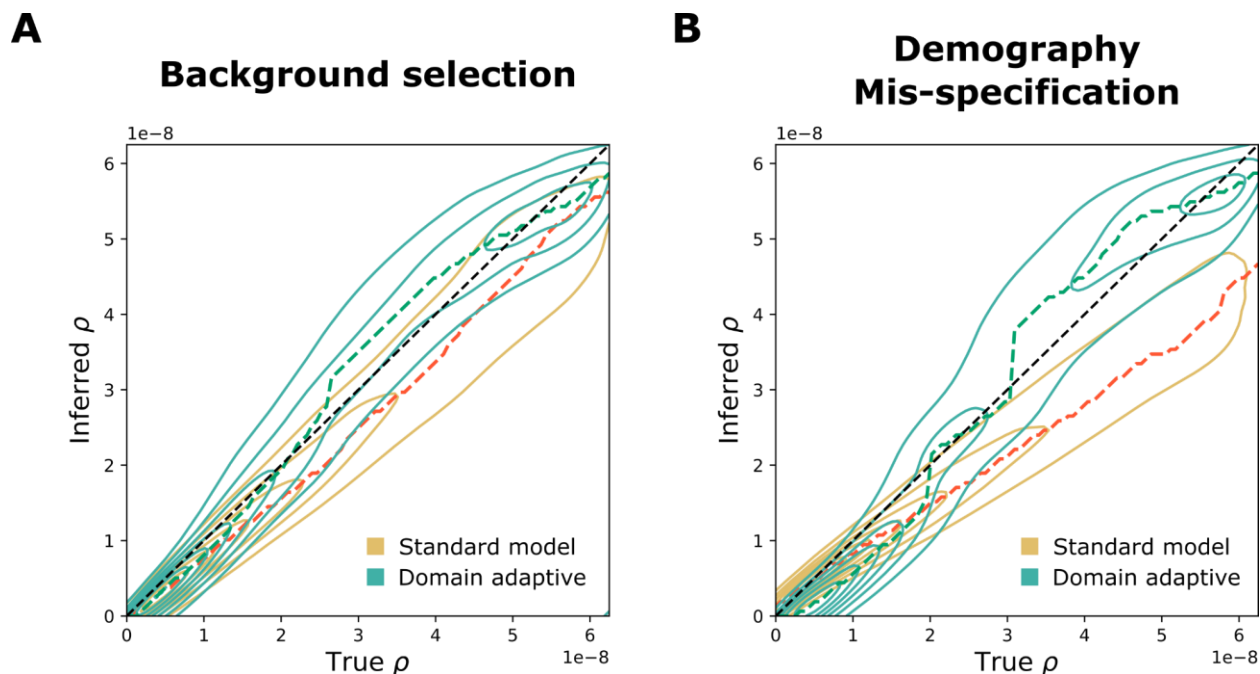 A
Background selection
1e−8
6
5
4
3
2
1
0
Inferred ρ
0 1 2 3 4 5 6
1e−8
True ρ
Standard model
Domain adaptive
B
Demography
Mis-specification
1e−8
6
5
4
3
2
1
0
Inferred ρ
0 1 2 3 4 5 6
1e−8
True ρ
Standard model
Domain adaptive